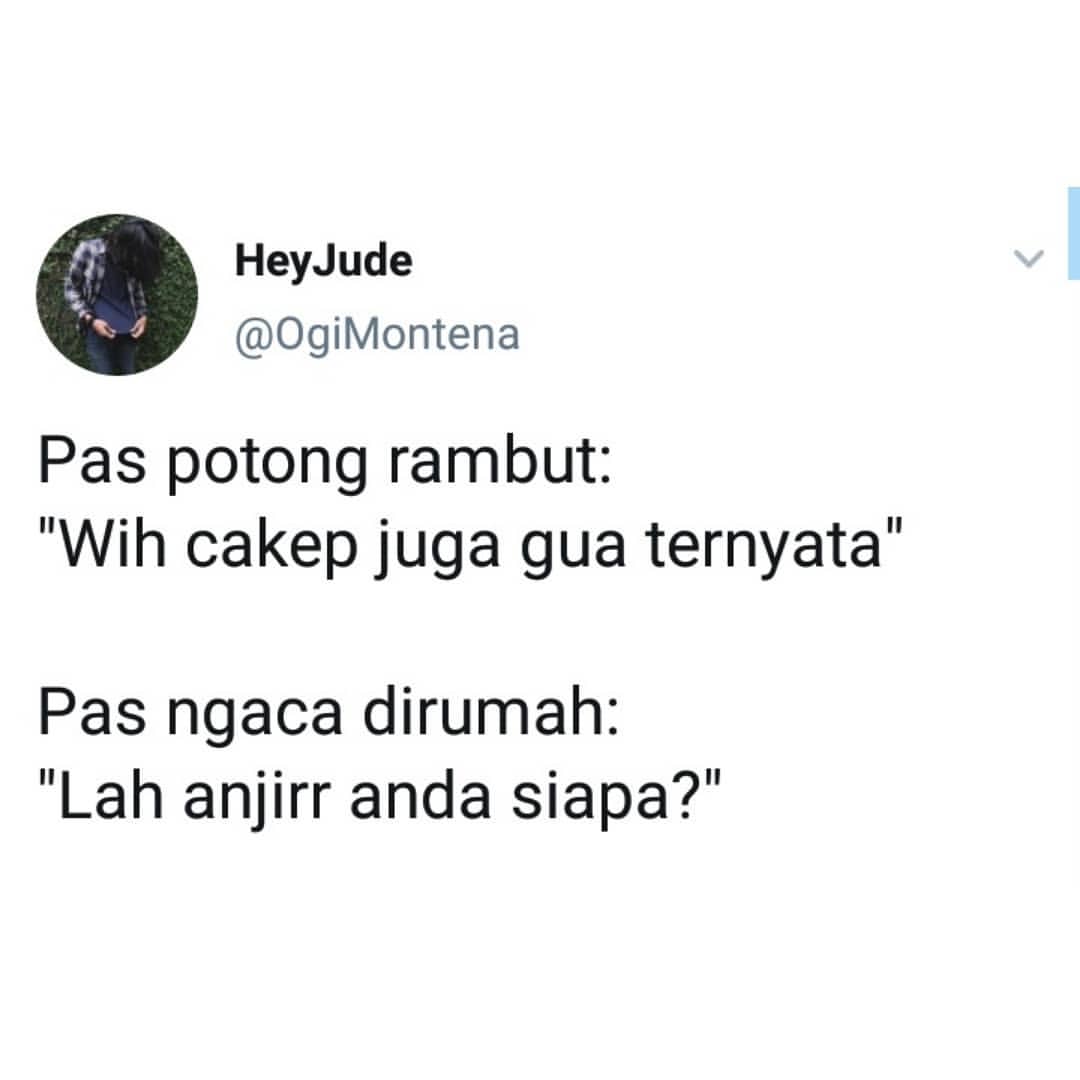 HeyJude
@OgiMontena
Pas potong rambut:
"Wih cakep juga gua ternyata"
Pas ngaca dirumah:
"Lah anjirr anda siapa?"